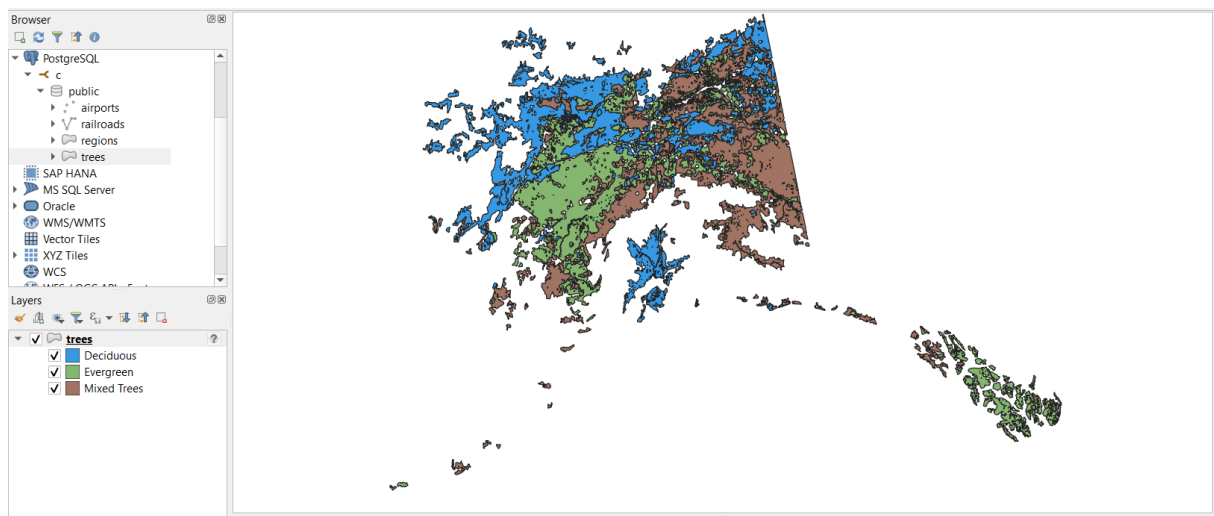 Browser
PostgreSQL
c
public
airports
railroads
regions
trees
SAP HANA
MS SQL Server
Oracle
WMS/WMTS
Vector Tiles
XYZ Tiles
WCS
Layers
trees
?
Deciduous
Evergreen
Mixed Trees